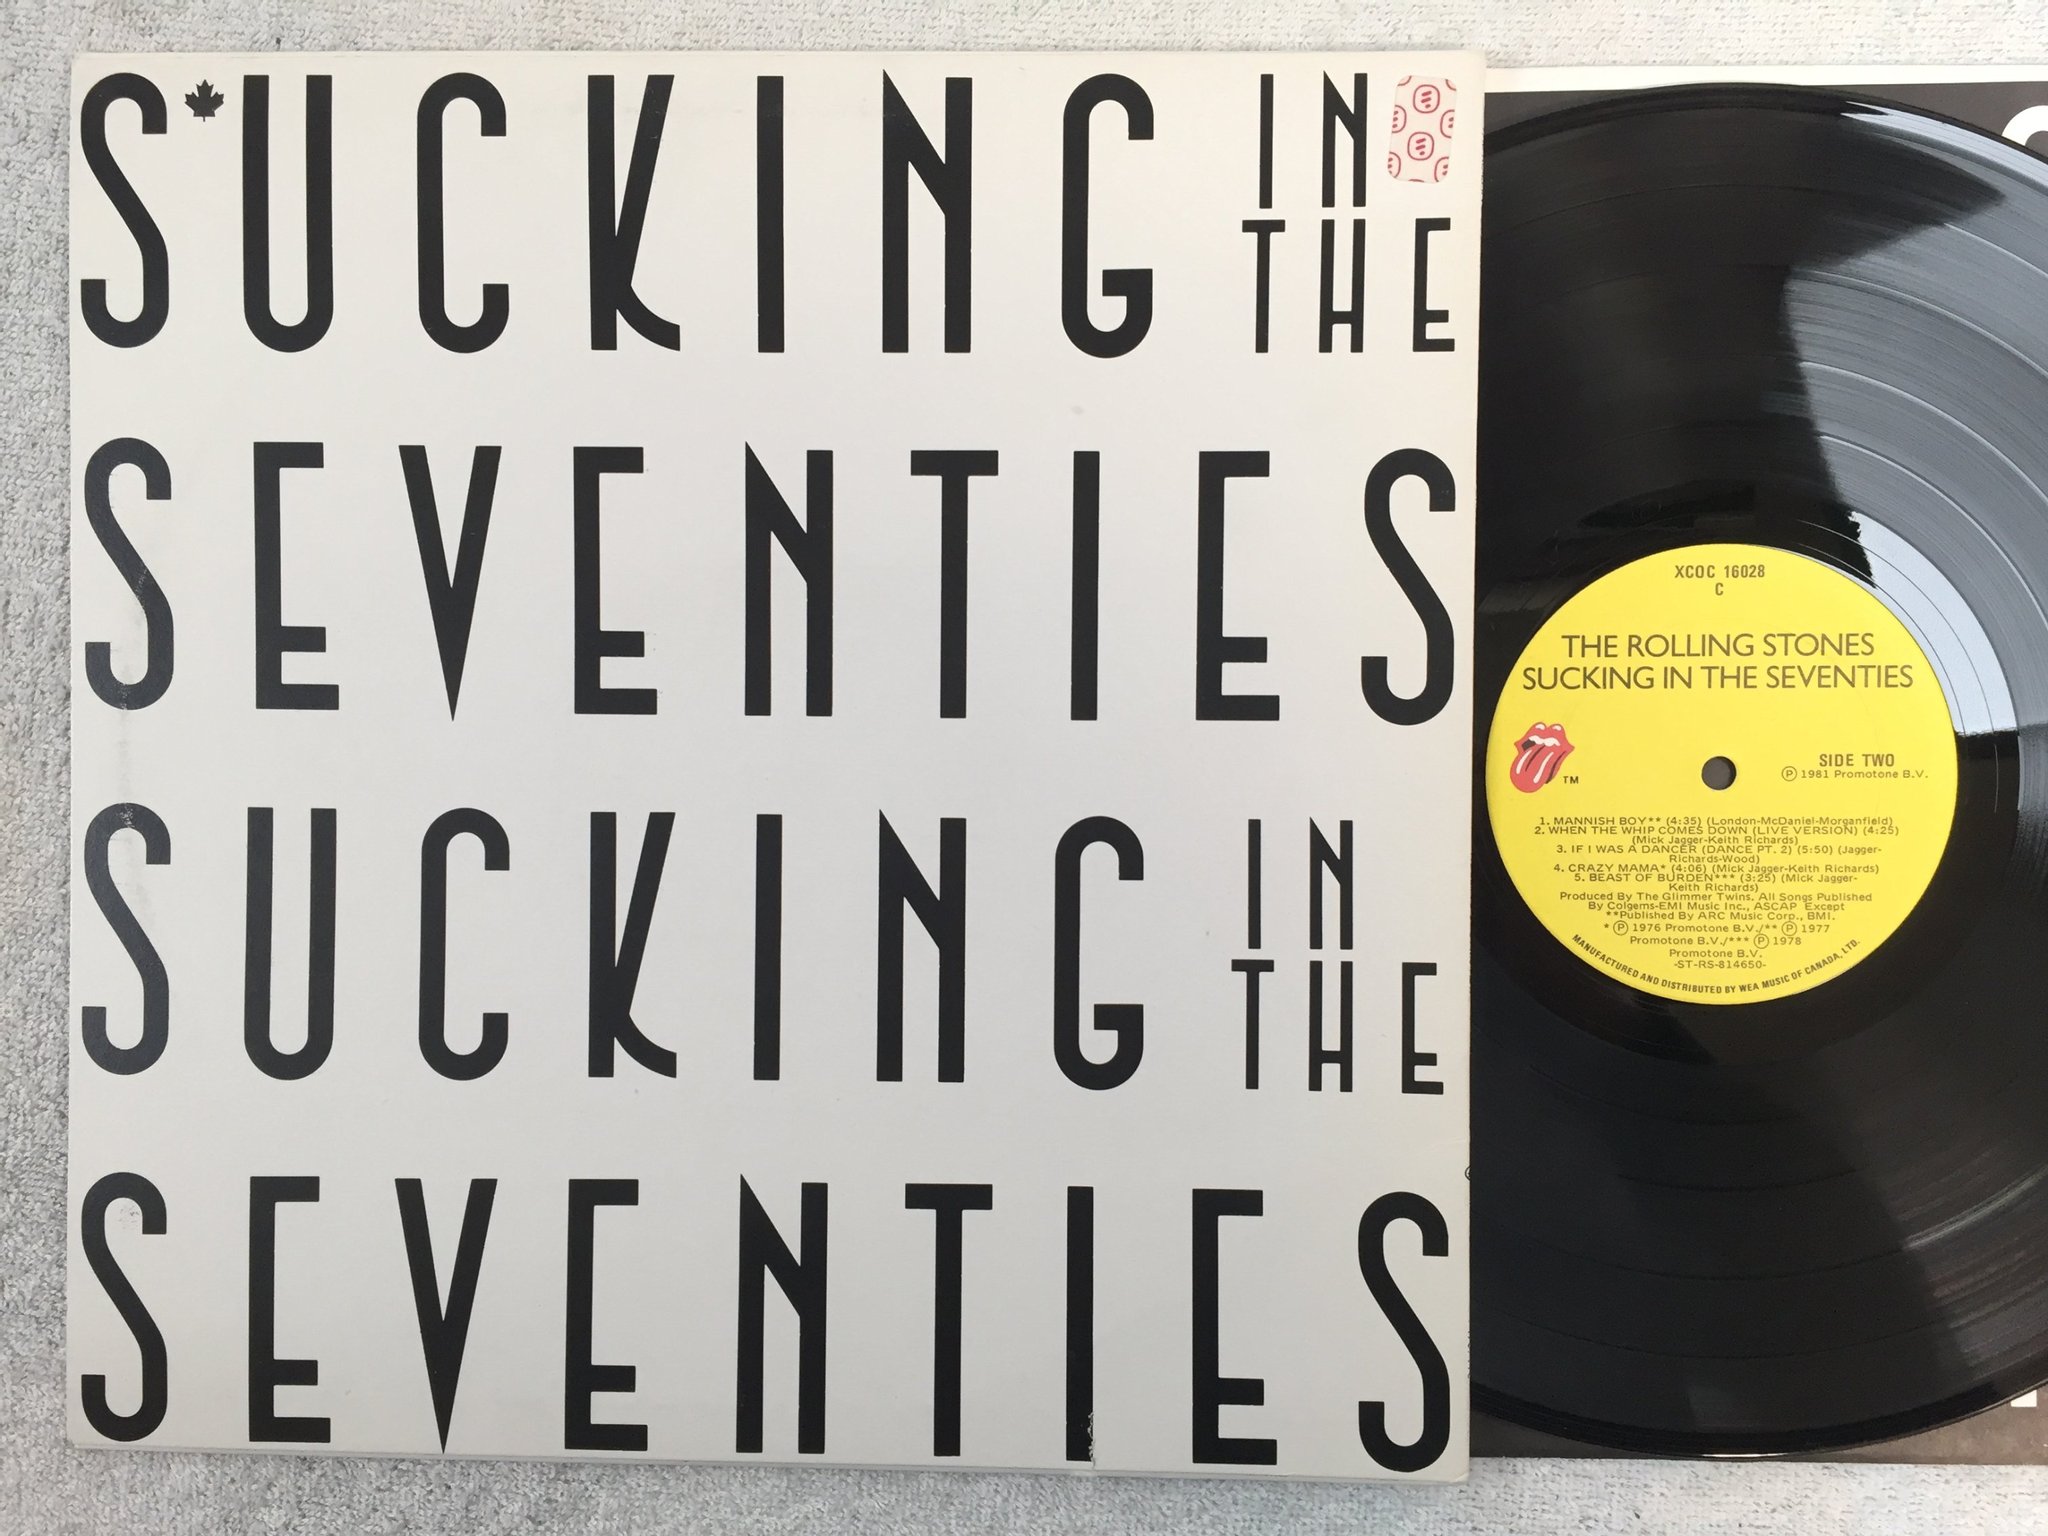 SUCKING IN THE
SEVENTIES
SUCKING IN THE
SEVENTIES
XCOC 16028
C
THE ROLLING STONES
SUCKING IN THE SEVENTIES
TM
SIDE TWO
Ⓟ 1981 Promotone B.V.
1. MANNISH BOY** (4:35) (London-McDaniel-Morganfield)
2. WHEN THE WHIP COMES DOWN (LIVE VERSION) (4:25)
(Mick Jagger-Keith Richards)
3. IF I WAS A DANCER (DANCE PT. 2) (5:50) (Jagger-
Richards-Wood)
4. CRAZY MAMA* (4:06) (Mick Jagger-Keith Richards)
5. BEAST OF BURDEN*** (3:25) (Mick Jagger-
Keith Richards)
Produced By The Glimmer Twins. All Songs Published
By Colgems-EMI Music Inc., ASCAP Except
**Published By ARC Music Corp., BMI.
* Ⓟ 1976 Promotone B.V./** Ⓟ 1977
Promotone B.V./*** Ⓟ 1978
Promotone B.V.
-ST-RS-814650-
MANUFACTURED AND DISTRIBUTED BY WEA MUSIC OF CANADA, LTD.